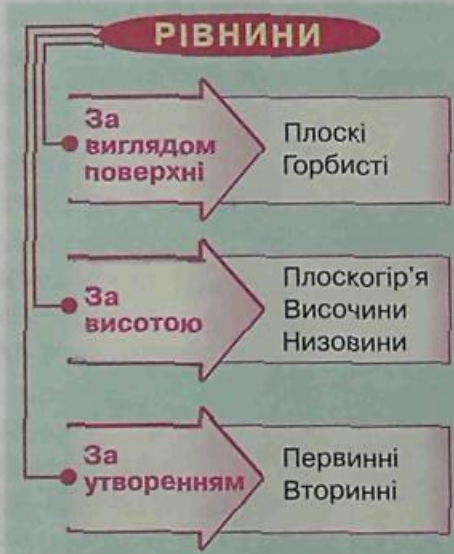 РІВНИНИ
За
виглядом
поверхні
Плоскі
Горбисті
За
висотою
Плоскогір’я
Височини
Низовини
За
утворенням
Первинні
Вторинні